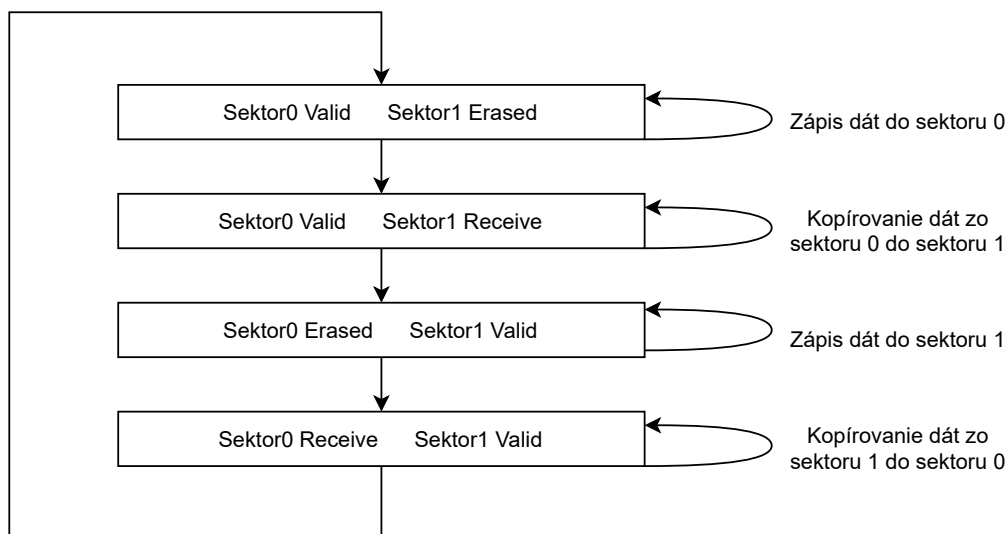 Sektor0 Valid Sektor1 Erased
Zápis dát do sektoru 0
Sektor0 Valid Sektor1 Receive
Kopírovanie dát zo
sektoru 0 do sektoru 1
Sektor0 Erased Sektor1 Valid
Zápis dát do sektoru 1
Sektor0 Receive Sektor1 Valid
Kopírovanie dát zo
sektoru 1 do sektoru 0